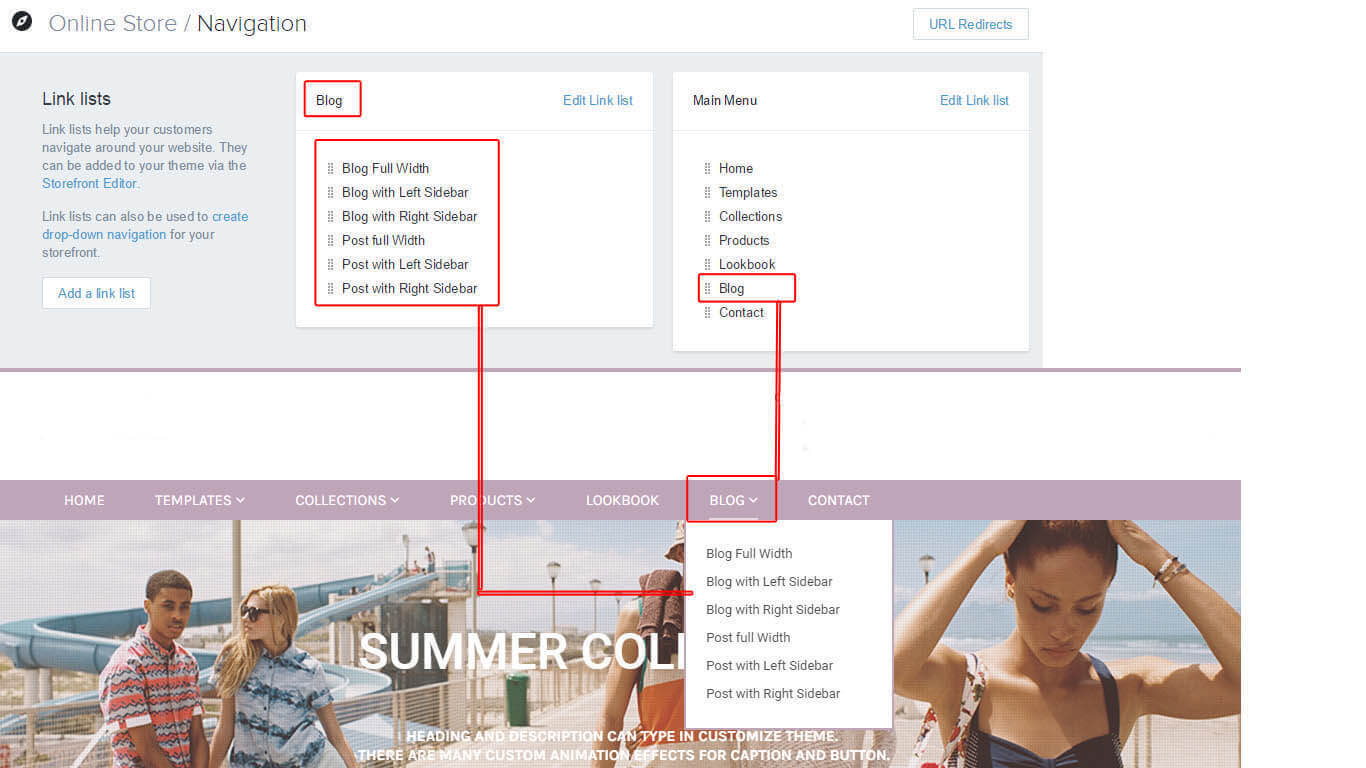 Online Store / Navigation
URL Redirects
Link lists
Link lists help your customers
navigate around your website. They
can be added to your theme via the
Storefront Editor.
Link lists can also be used to create
drop-down navigation for your
storefront.
Add a link list
Blog
Edit Link list
Blog Full Width
Blog with Left Sidebar
Blog with Right Sidebar
Post full Width
Post with Left Sidebar
Post with Right Sidebar
Main Menu
Edit Link list
Home
Templates
Collections
Products
Lookbook
Blog
Contact
HOME
TEMPLATES
COLLECTIONS
PRODUCTS
LOOKBOOK
BLOG
CONTACT
Blog Full Width
Blog with Left Sidebar
Blog with Right Sidebar
Post full Width
Post with Left Sidebar
Post with Right Sidebar
SUMMER
HEADING AND DESCRIPTION CAN TYPE IN CUSTOMIZE THEME.
THERE ARE MANY CUSTOM ANIMATION EFFECTS FOR CAPTION AND BUTTON.